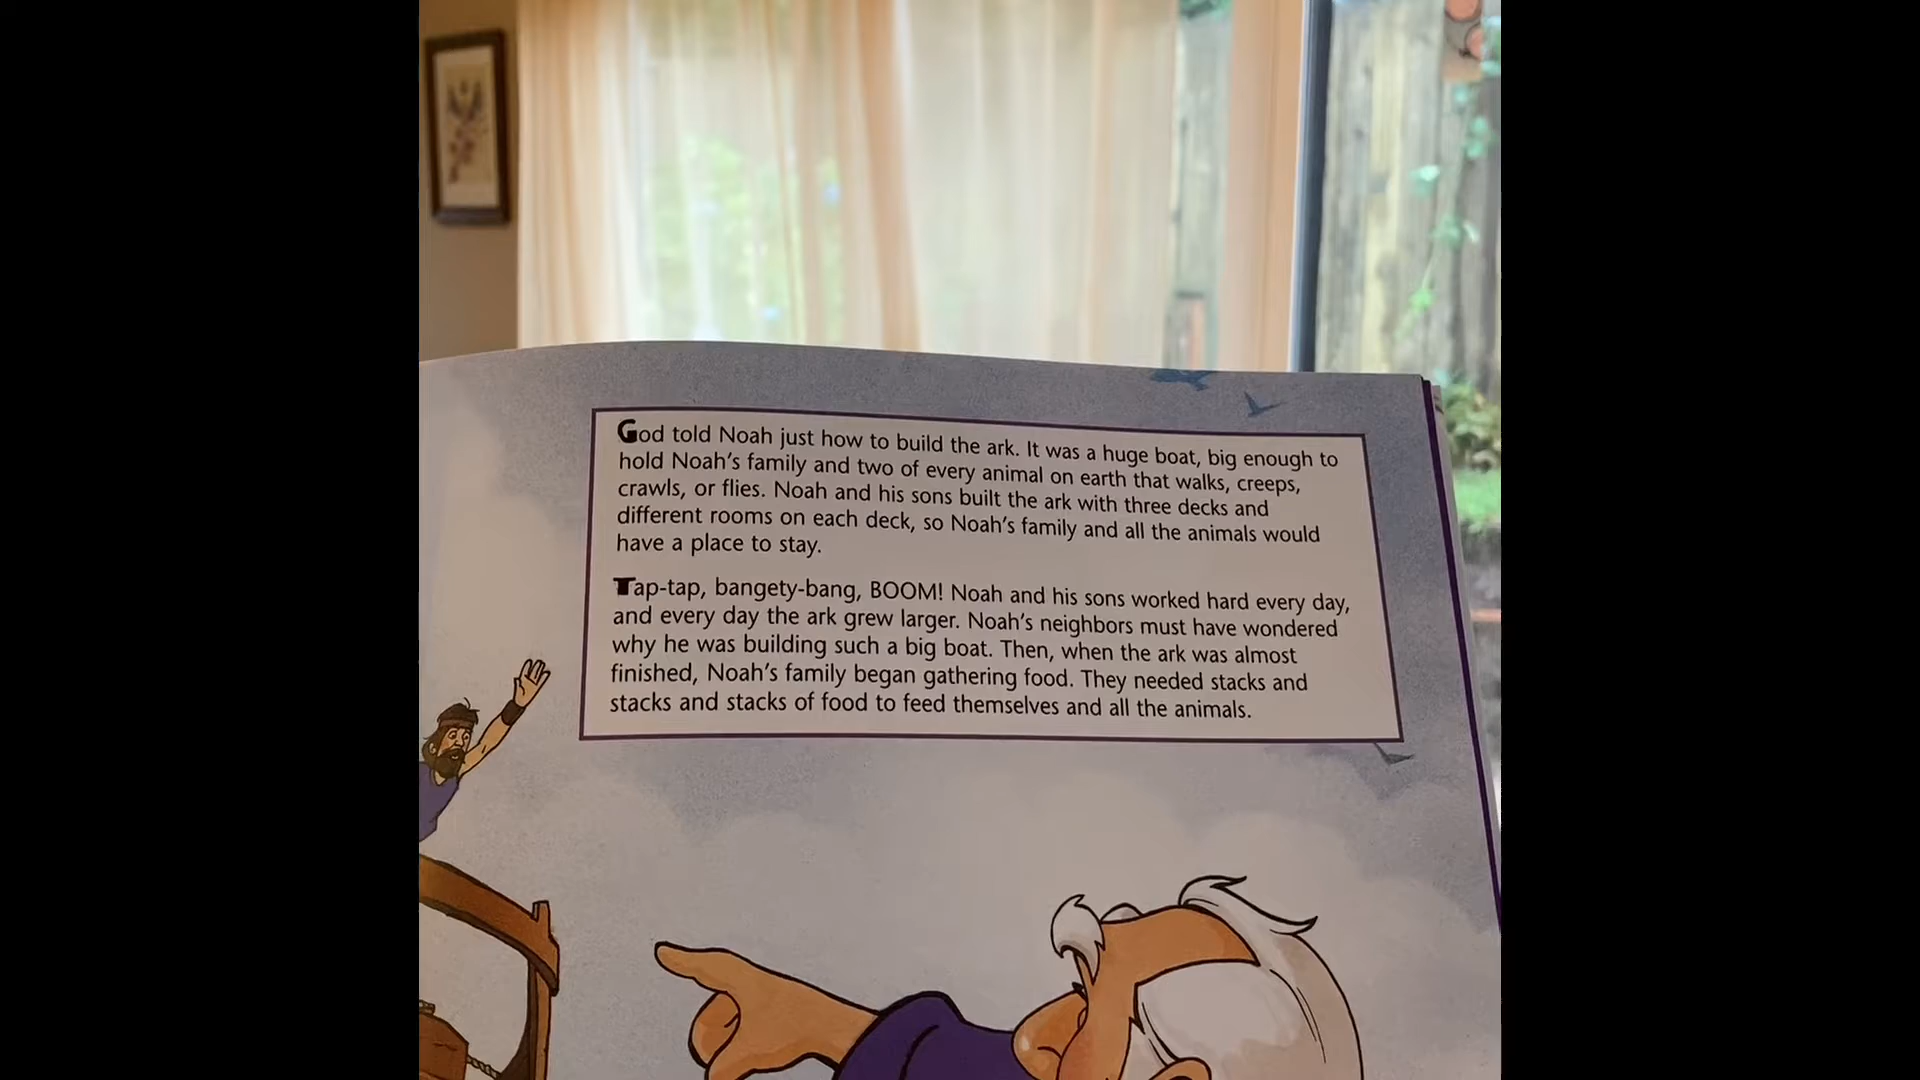 God told Noah just how to build the ark. It was a huge boat, big enough to
hold Noah's family and two of every animal on earth that walks, creeps,
crawls, or flies. Noah and his sons built the ark with three decks and
different rooms on each deck, so Noah's family and all the animals would
have a place to stay.
Tap-tap, bangety-bang, BOOM! Noah and his sons worked hard every day,
and every day the ark grew larger. Noah's neighbors must have wondered
why he was building such a big boat. Then, when the ark was almost
finished, Noah's family began gathering food. They needed stacks and
stacks and stacks of food to feed themselves and all the animals.